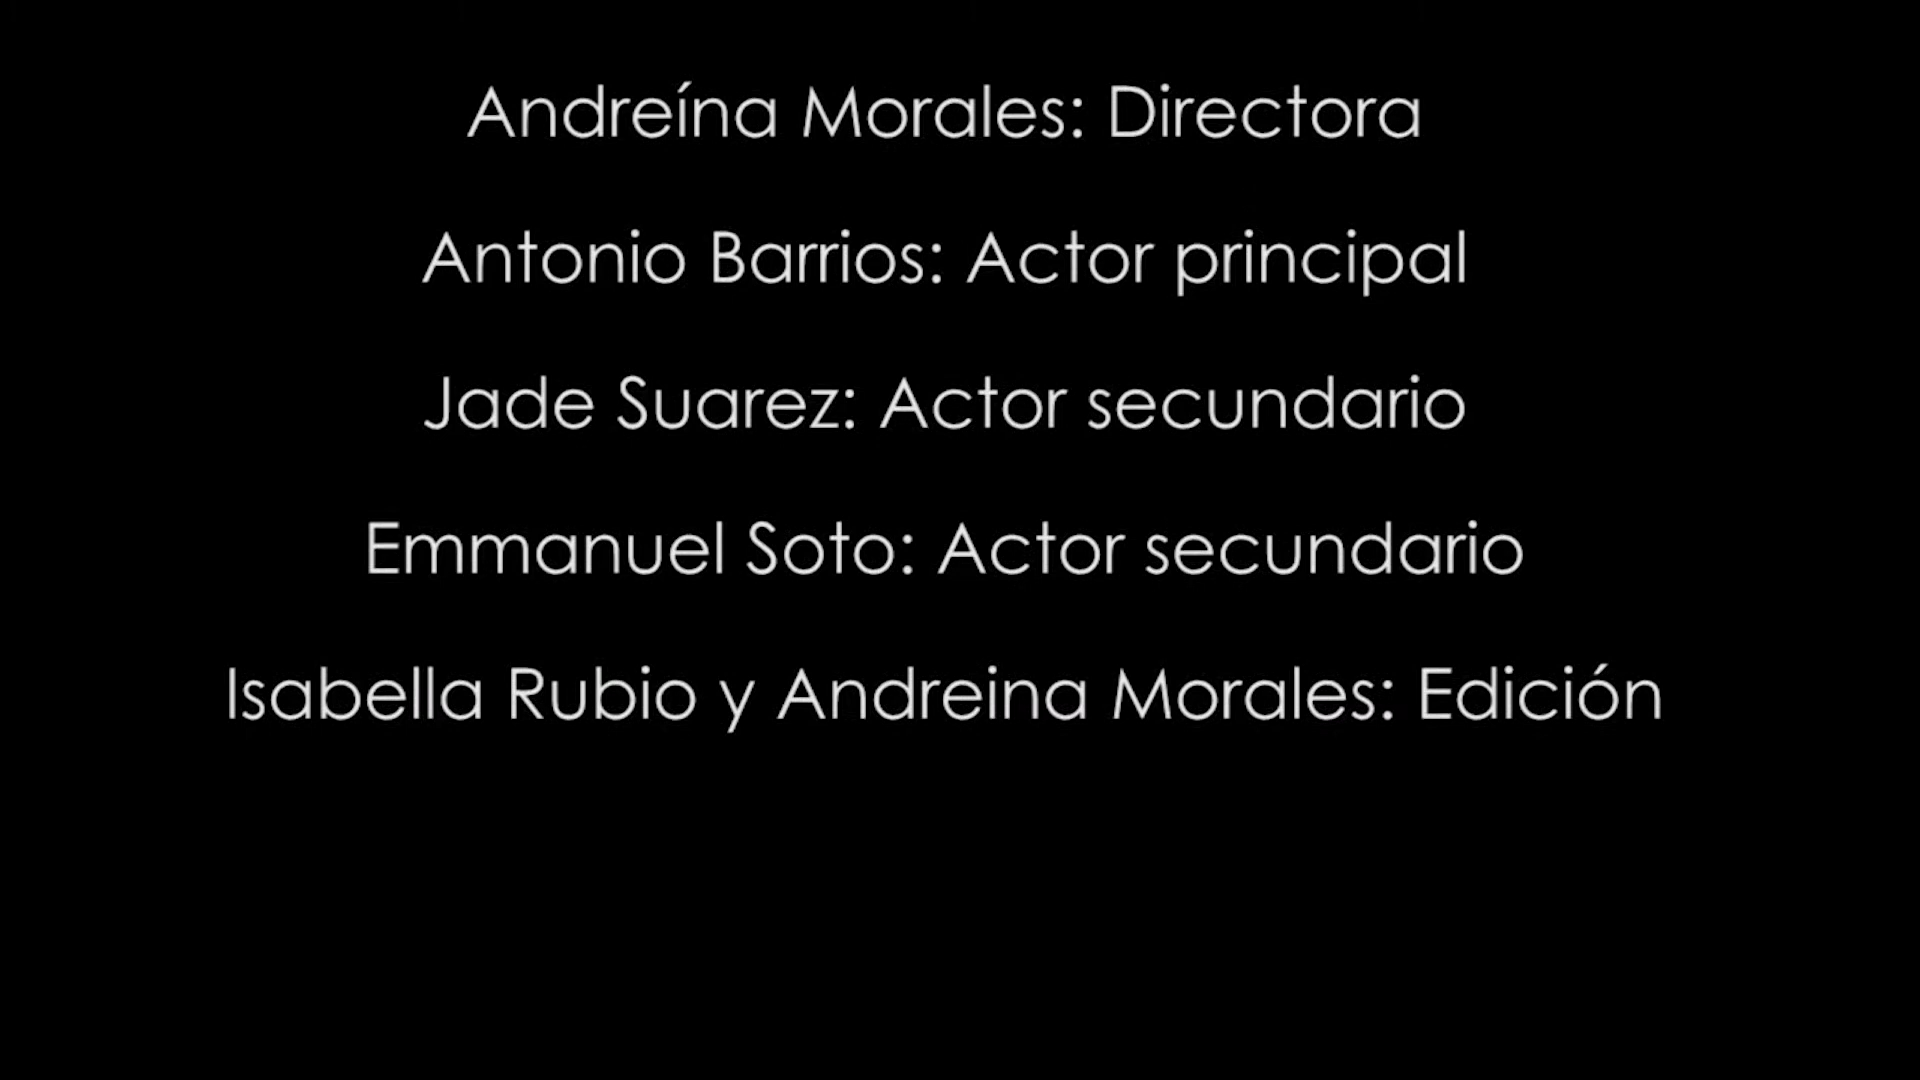 Andreína Morales: Directora
Antonio Barrios: Actor principal
Jade Suarez: Actor secundario
Emmanuel Soto: Actor secundario
Isabella Rubio y Andreina Morales: Edición